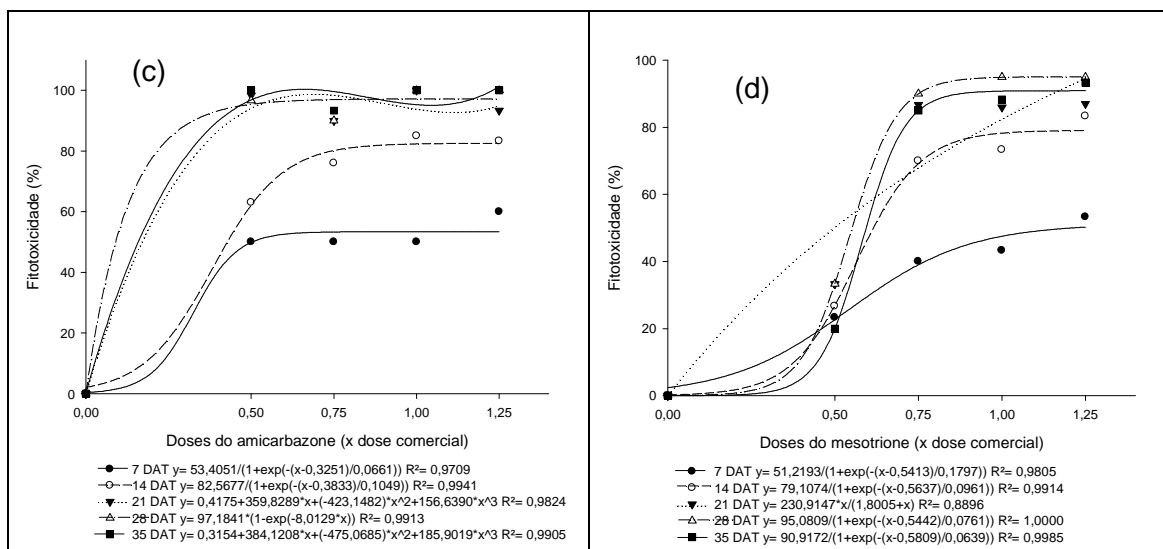 (c)
Fitotoxicidade (%)
100
80
60
40
20
0
0,00 0,50 0,75 1,00 1,25
Doses do amicarbazone (x dose comercial)
7 DAT y= 53,4051/(1+exp(-(x-0,3251)/0,0661)) R²= 0,9709
14 DAT y= 82,5677/(1+exp(-(x-0,3833)/0,1049)) R²= 0,9941
21 DAT y= 0,4175+359,8289*x+(-423,1482)*x^2+156,6390*x^3 R²= 0,9824
28 DAT y= 97,1841*(1-exp(-8,0129*x)) R²= 0,9913
35 DAT y= 0,3154+384,1208*x+(-475,0685)*x^2+185,9019*x^3 R²= 0,9905
(d)
Fitotoxicidade (%)
100
80
60
40
20
0
0,00 0,50 0,75 1,00 1,25
Doses do mesotrione (x dose comercial)
7 DAT y= 51,2193/(1+exp(-(x-0,5413)/0,1797)) R²= 0,9805
14 DAT y= 79,1074/(1+exp(-(x-0,5637)/0,0961)) R²= 0,9914
21 DAT y= 230,9147*x/(1,8005+x) R²= 0,8896
28 DAT y= 95,0809/(1+exp(-(x-0,5442)/0,0761)) R²= 1,0000
35 DAT y= 90,9172/(1+exp(-(x-0,5809)/0,0639)) R²= 0,9985